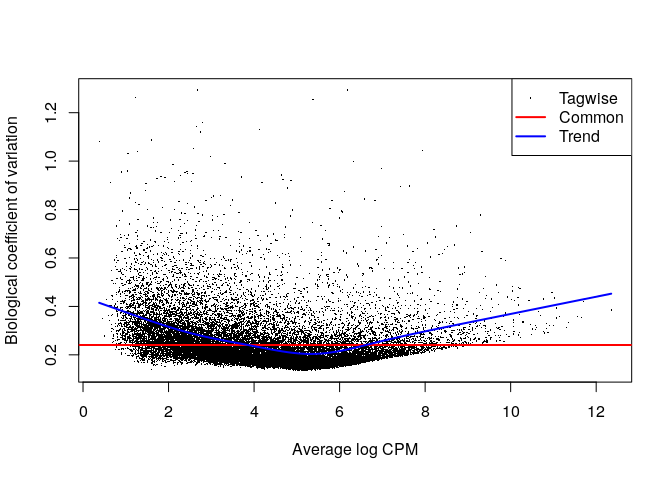 Tagwise
Common
Trend
Biological coefficient of variation
1.2
1.0
0.8
0.6
0.4
0.2
0 2 4 6 8 10 12
Average log CPM